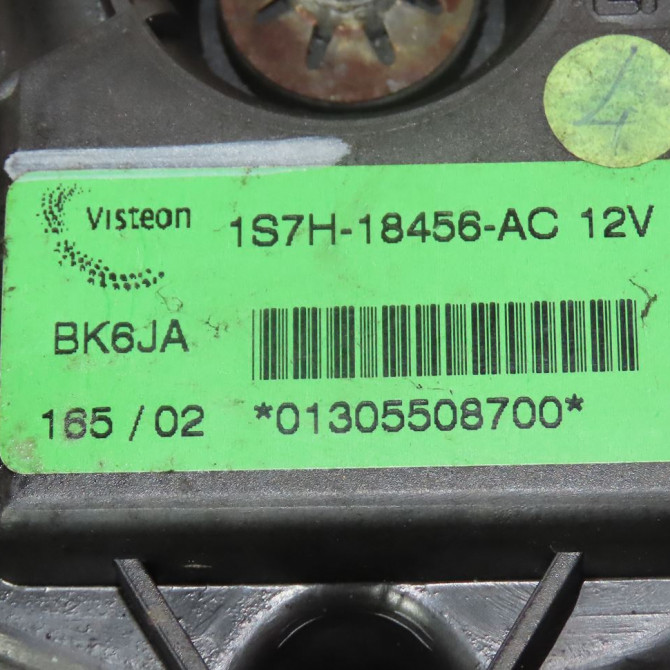 4
Visteon
1S7H-18456-AC 12V
BK6JA
165 / 02 *01305508700*